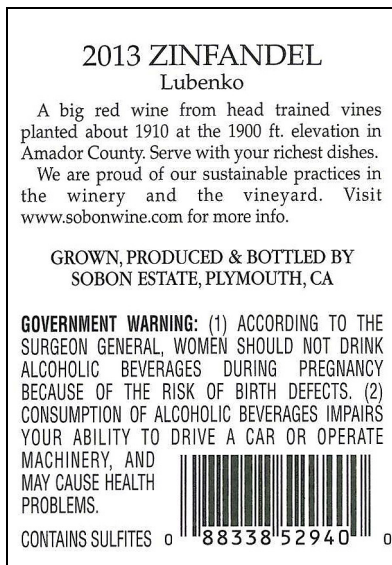 2013 ZINFANDEL
Lubenko
A big red wine from head trained vines
planted about 1910 at the 1900 ft. elevation in
Amador County. Serve with your richest dishes.
We are proud of our sustainable practices in
the winery and the vineyard. Visit
www.sobonwine.com for more info.
GROWN, PRODUCED & BOTTLED BY
SOBON ESTATE, PLYMOUTH, CA
GOVERNMENT WARNING: (1) ACCORDING TO THE
SURGEON GENERAL, WOMEN SHOULD NOT DRINK
ALCOHOLIC BEVERAGES DURING PREGNANCY
BECAUSE OF THE RISK OF BIRTH DEFECTS. (2)
CONSUMPTION OF ALCOHOLIC BEVERAGES IMPAIRS
YOUR ABILITY TO DRIVE A CAR OR OPERATE
MACHINERY, AND
MAY CAUSE HEALTH
PROBLEMS.
CONTAINS SULFITES 0 88338 52940 0